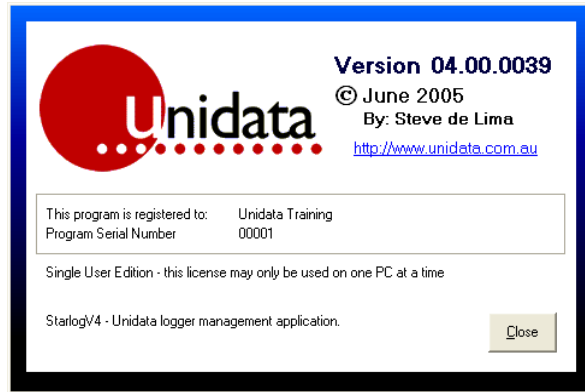 unidata
Version 04.00.0039
© June 2005
By: Steve de Lima
http://www.unidata.com.au
This program is registered to: Unidata Training
Program Serial Number 00001
Single User Edition - this license may only be used on one PC at a time
StarlogV4 - Unidata logger management application.
Close